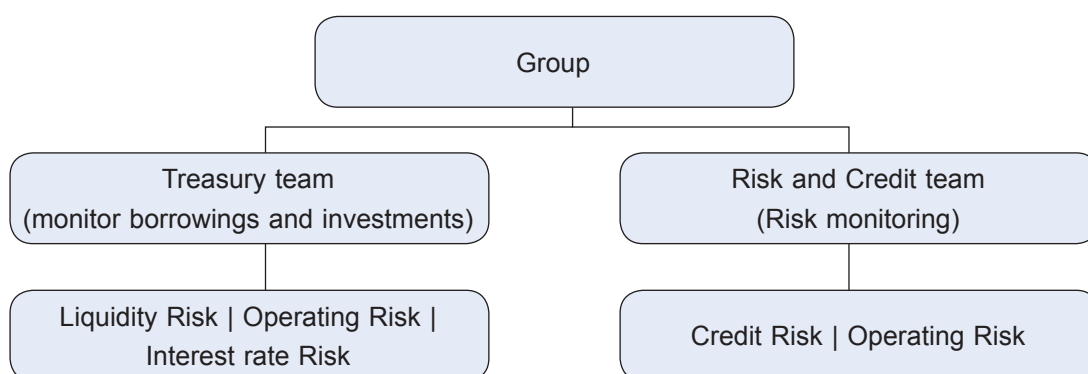 Group
Treasury team
(monitor borrowings and investments)
Risk and Credit team
(Risk monitoring)
Liquidity Risk | Operating Risk |
Interest rate Risk
Credit Risk | Operating Risk